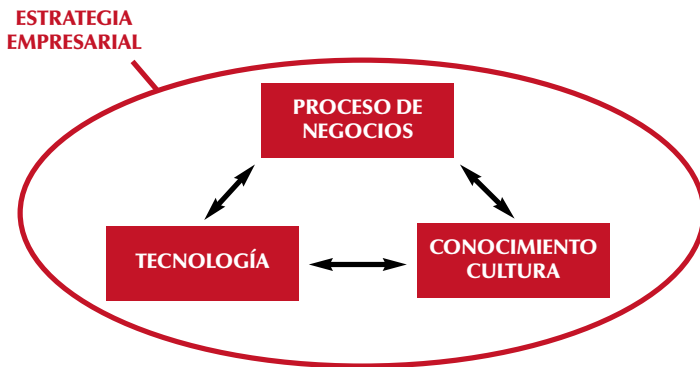 ESTRATEGIA
EMPRESARIAL
PROCESO DE
NEGOCIOS
TECNOLOGÍA
CONOCIMIENTO
CULTURA